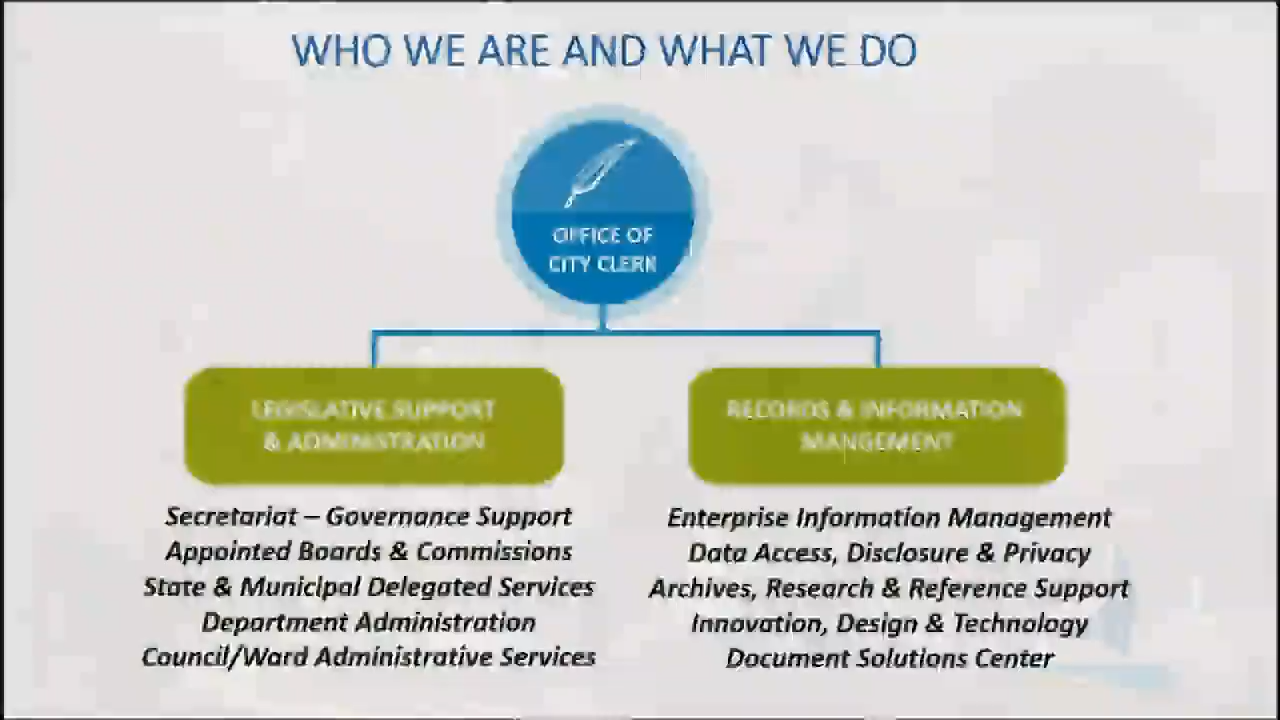 WHO WE ARE AND WHAT WE DO
OFFICE OF
CITY CLERK
LEGISLATIVE SUPPORT
& ADMINISTRATION
RECORDS & INFORMATION
MANGEMENT
Secretariat – Governance Support
Appointed Boards & Commissions
State & Municipal Delegated Services
Department Administration
Council/Ward Administrative Services
Enterprise Information Management
Data Access, Disclosure & Privacy
Archives, Research & Reference Support
Innovation, Design & Technology
Document Solutions Center